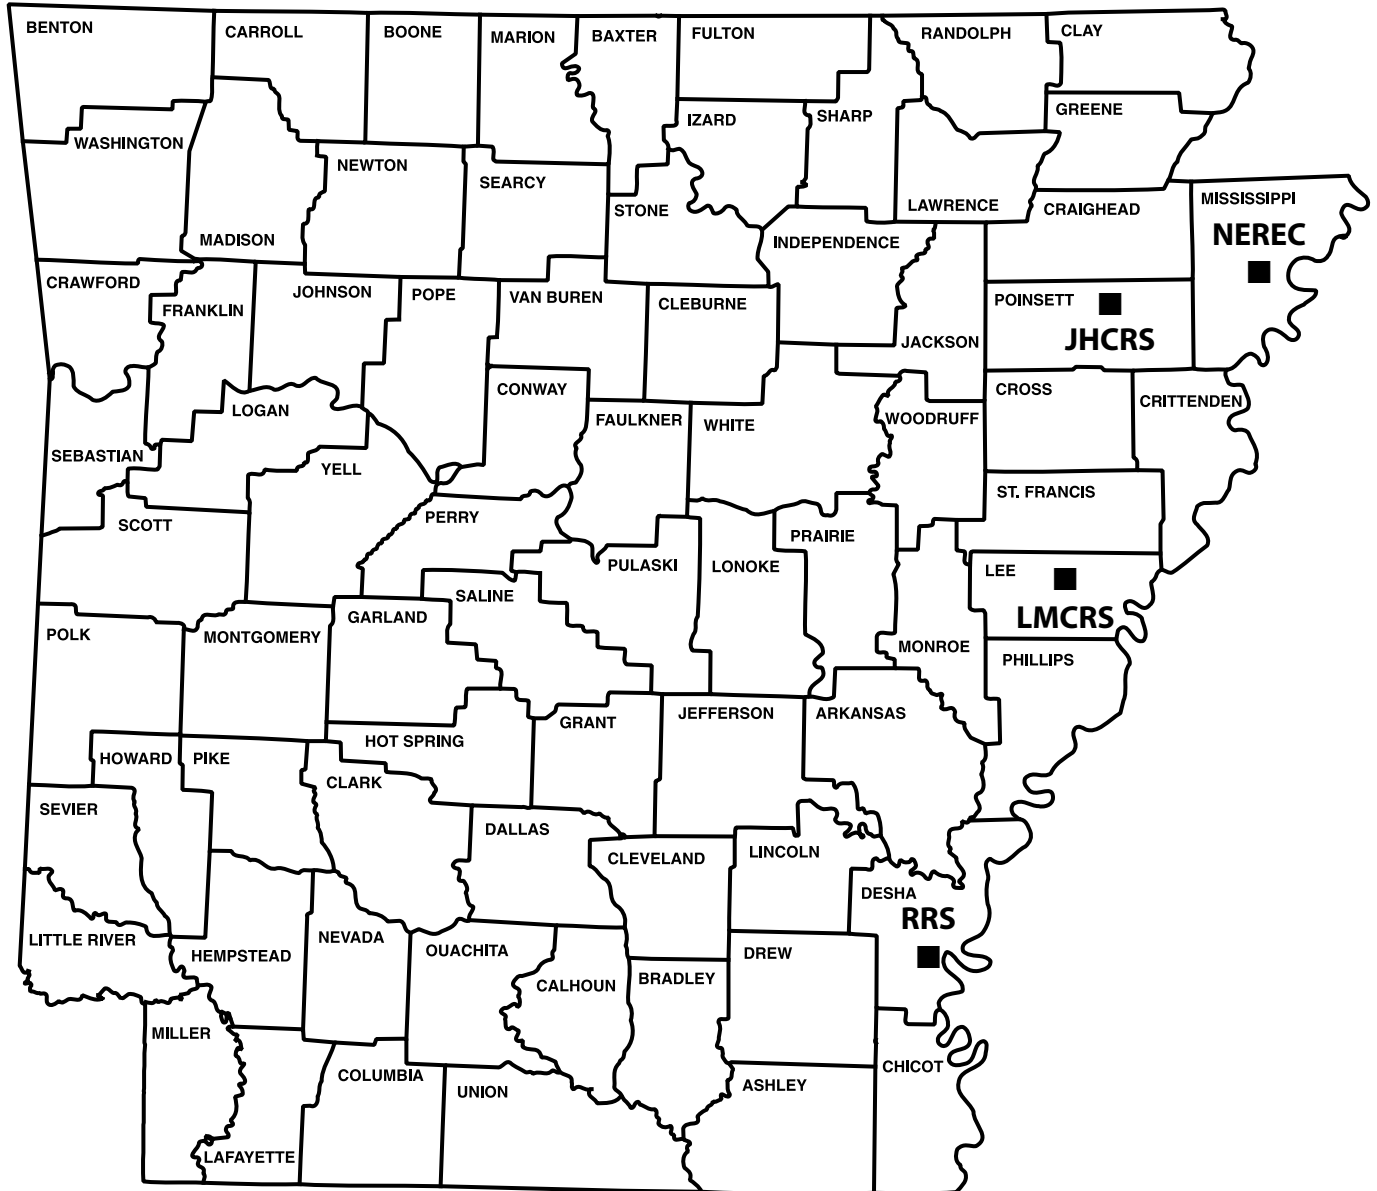 BENTON
CARROLL
BOONE
MARION
BAXTER
FULTON
RANDOLPH
CLAY
WASHINGTON
NEWTON
SEARCY
IZARD
SHARP
GREENE
MADISON
STONE
LAWRENCE
CRAIGHEAD
MISSISSIPPI
NEREC
INDEPENDENCE
CRAWFORD
FRANKLIN
JOHNSON
POPE
VAN BUREN
CLEBURNE
JACKSON
POINSETT
JHCRS
LOGAN
CONWAY
FAULKNER
WHITE
WOODRUFF
CROSS
CRITTENDEN
SEBASTIAN
YELL
SCOTT
PERRY
PULASKI
LONOKE
PRAIRIE
ST. FRANCIS
LEE
LMCRS
POLK
MONTGOMERY
GARLAND
SALINE
MONROE
PHILLIPS
HOWARD
PIKE
HOT SPRING
GRANT
JEFFERSON
ARKANSAS
SEVIER
CLARK
DALLAS
CLEVELAND
LINCOLN
DESHA
RRS
LITTLE RIVER
HEMPSTEAD
NEVADA
OUACHITA
CALHOUN
BRADLEY
DREW
MILLER
LAFAYETTE
COLUMBIA
UNION
ASHLEY
CHICOT